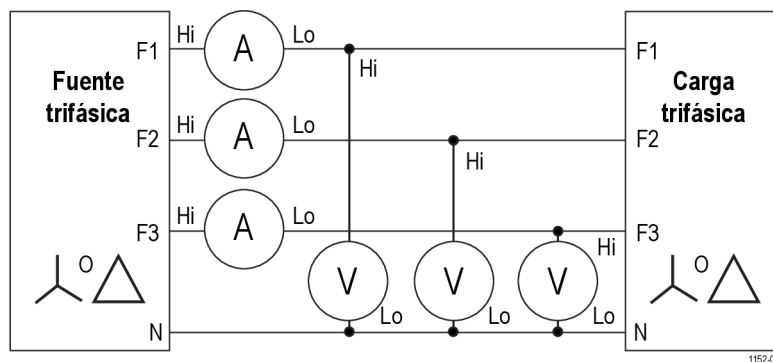 F1 Hi A Lo F1
Hi
Fuente
trifásica
Carga
trifásica
F2 Hi A Lo F2
Hi
F3 Hi A Lo F3
Hi
O V V V O
Lo Lo Lo
N N